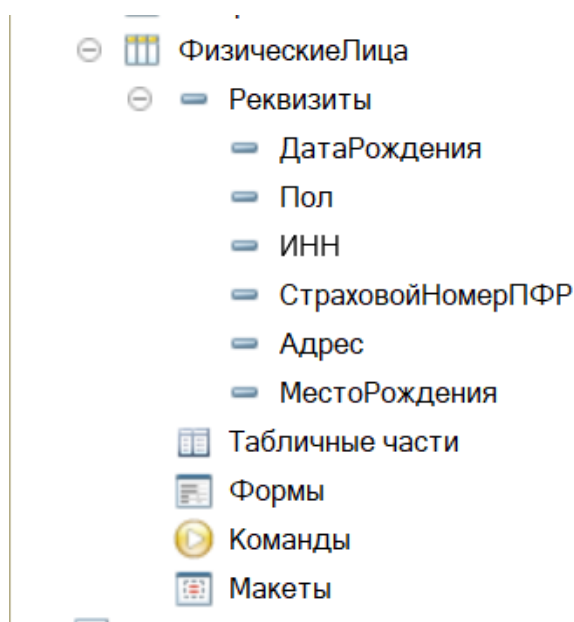 ФизическиеЛица
Реквизиты
ДатаРождения
Пол
ИНН
СтраховойНомерПФР
Адрес
МестоРождения
Табличные части
Формы
Команды
Макеты